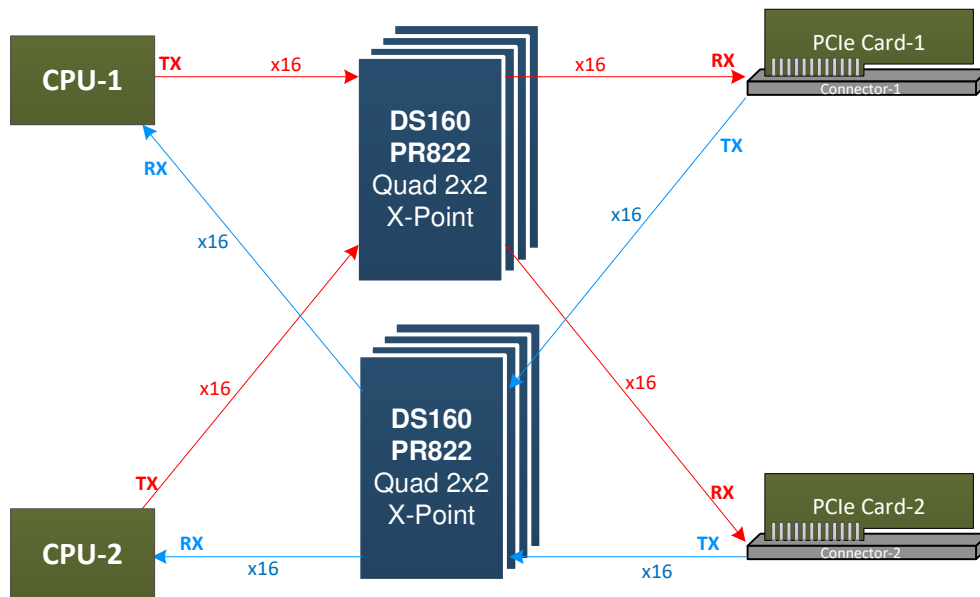 CPU-1
TX
x16
DS160
PR822
Quad 2x2
X-Point
x16
RX
PCIe Card-1
Connector-1
TX
RX
x16
x16
x16
x16
DS160
PR822
Quad 2x2
X-Point
TX
RX
CPU-2
RX
x16
TX
x16
PCIe Card-2
Connector-2